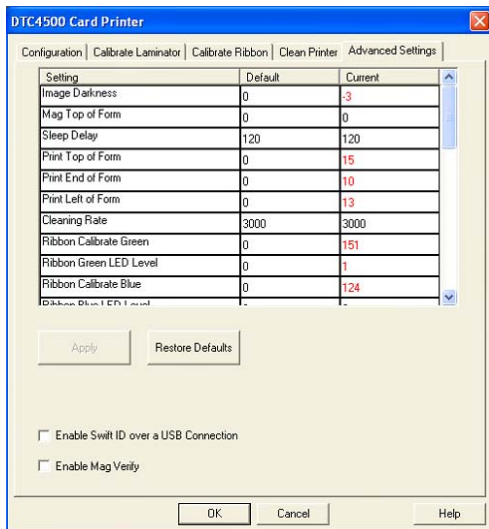 DTC4500 Card Printer
Configuration Calibrate Laminator Calibrate Ribbon Clean Printer Advanced Settings
Setting Default Current
Image Darkness 0 -3
Mag Top of Form 0 0
Sleep Delay 120 120
Print Top of Form 0 15
Print End of Form 0 10
Print Left of Form 0 13
Cleaning Rate 3000 3000
Ribbon Calibrate Green 0 151
Ribbon Green LED Level 0 1
Ribbon Calibrate Blue 0 124
Ribbon Blue LED Level
Apply Restore Defaults
Enable Swift ID over a USB Connection
Enable Mag Verify
OK Cancel Help